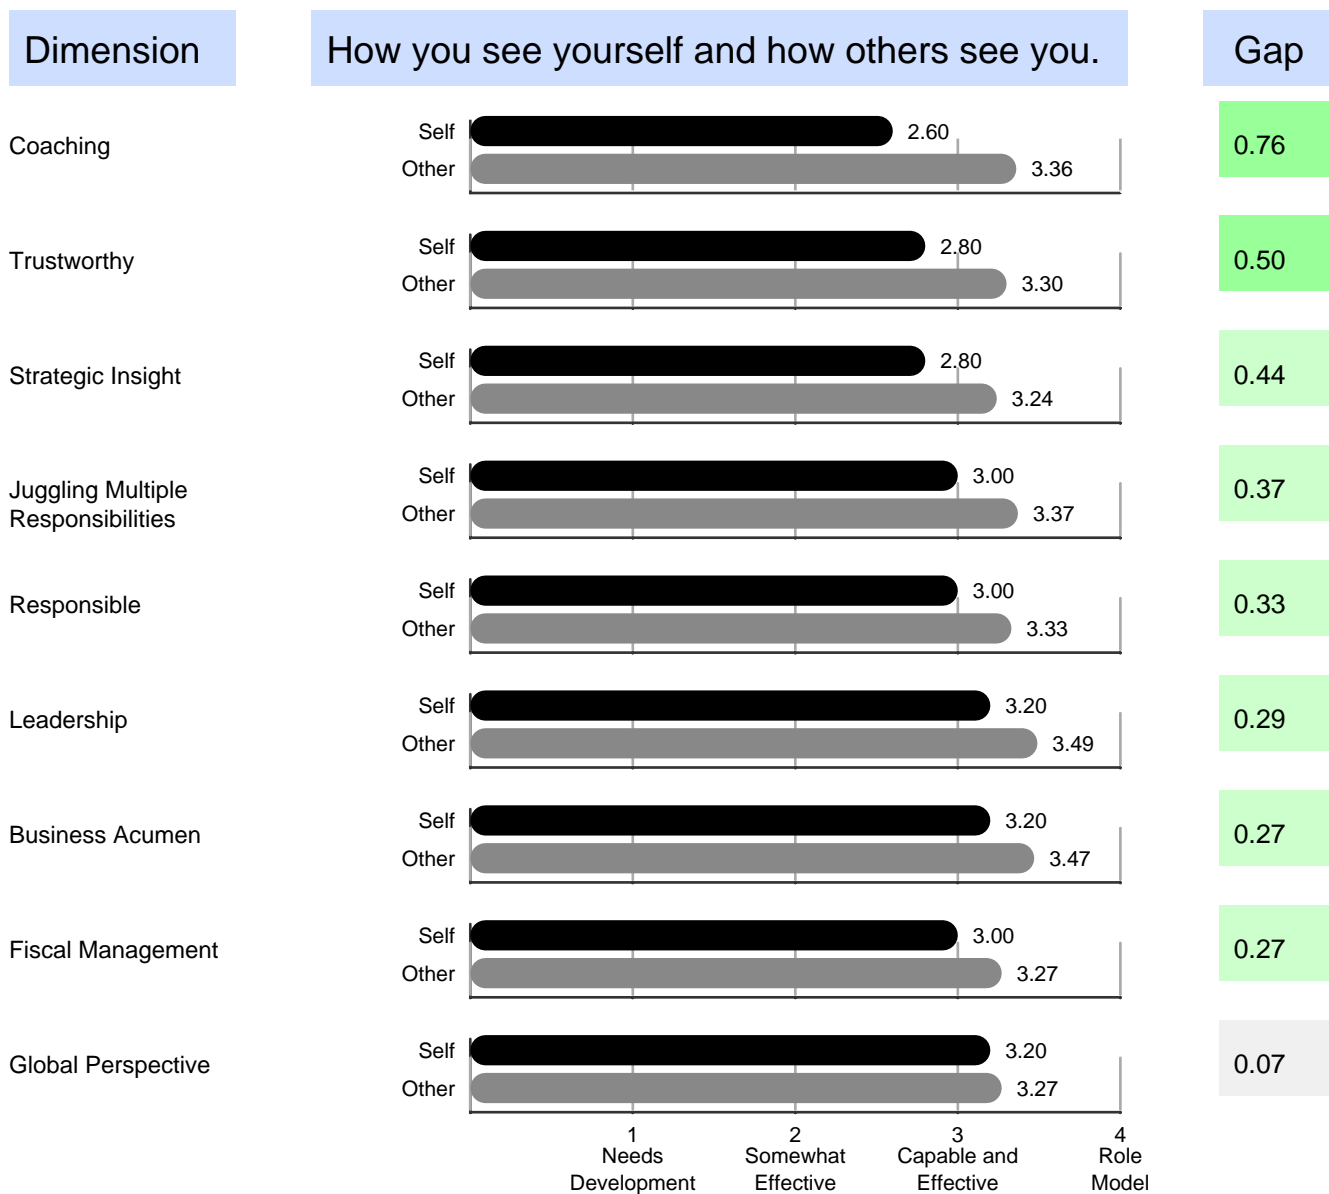 Dimension
How you see yourself and how others see you.
Gap
Coaching
Self
2.60
Other
3.36
0.76
Trustworthy
Self
2.80
Other
3.30
0.50
Strategic Insight
Self
2.80
Other
3.24
0.44
Juggling Multiple
Responsibilities
Self
3.00
Other
3.37
0.37
Responsible
Self
3.00
Other
3.33
0.33
Leadership
Self
3.20
Other
3.49
0.29
Business Acumen
Self
3.20
Other
3.47
0.27
Fiscal Management
Self
3.00
Other
3.27
0.27
Global Perspective
Self
3.20
Other
3.27
0.07
1
Needs
Development
2
Somewhat
Effective
3
Capable and
Effective
4
Role
Model